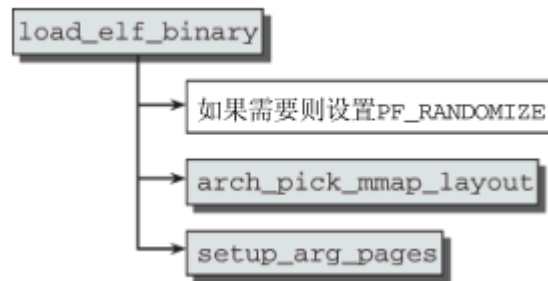 load_elf_binary
如果需要则设置PF_RANDOMIZE
arch_pick_mmap_layout
setup_arg_pages